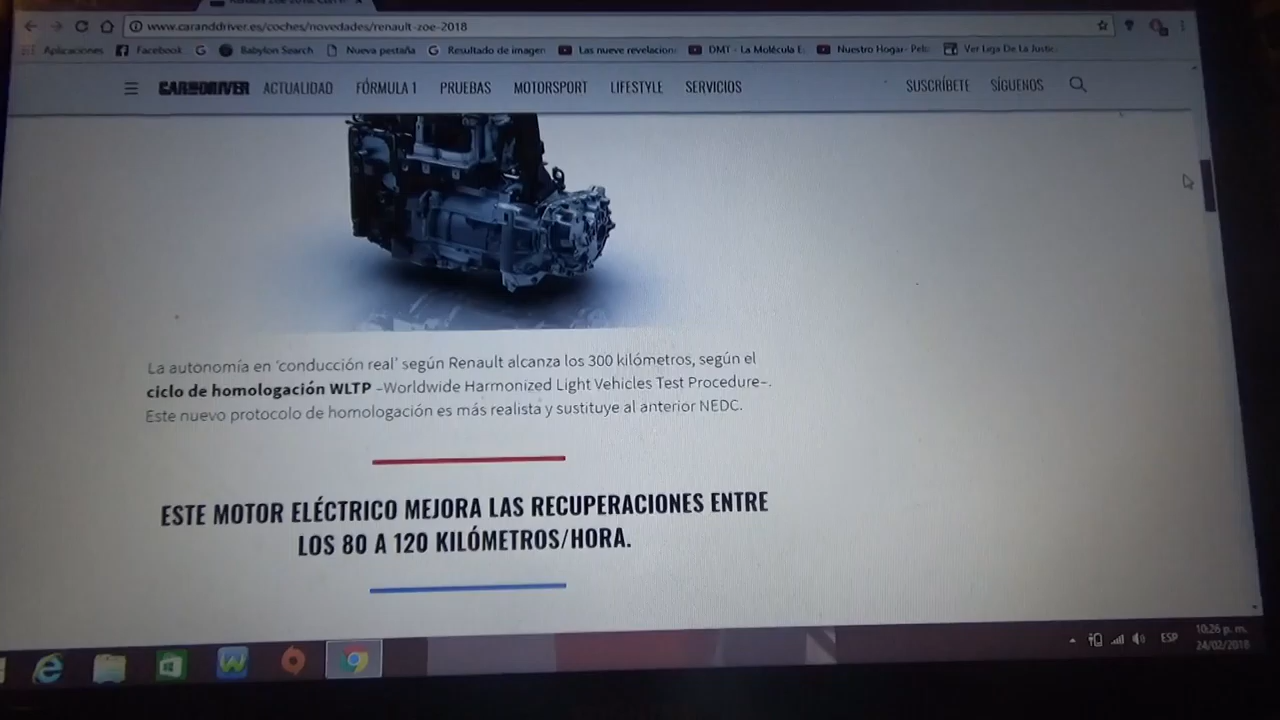 www.caranddriver.es/coches/novedades/renault-zoe-2018
Aplicaciones Facebook Babylon Search Nueva pestaña Resultado de imagen Las nueve revelacion DMT - La Molécula E Nuestro Hogar- Pelí Ver Liga De La Justic
CAR AND DRIVER ACTUALIDAD FÓRMULA 1 PRUEBAS MOTORSPORT LIFESTYLE SERVICIOS SUSCRÍBETE SÍGUENOS
La autonomía en ‘conducción real’ según Renault alcanza los 300 kilómetros, según el
ciclo de homologación WLTP –Worldwide Harmonized Light Vehicles Test Procedure–.
Este nuevo protocolo de homologación es más realista y sustituye al anterior NEDC.
ESTE MOTOR ELÉCTRICO MEJORA LAS RECUPERACIONES ENTRE
LOS 80 A 120 KILÓMETROS/HORA.
ESP
10:26 p. m.
24/02/2018